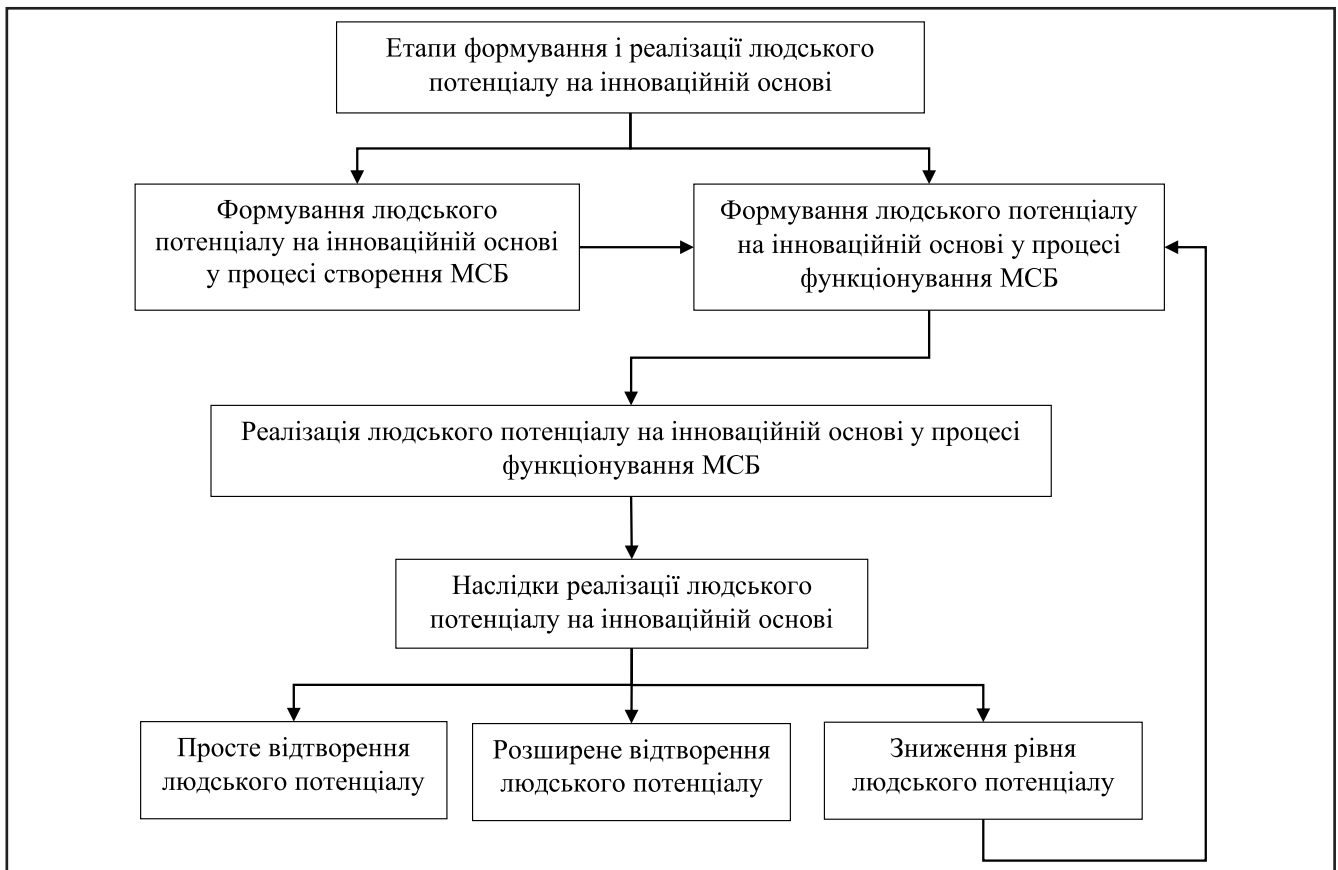 Етапи формування і реалізації людського
потенціалу на інноваційній основі
Формування людського
потенціалу на інноваційній основі
у процесі створення МСБ
Формування людського потенціалу
на інноваційній основі у процесі
функціонування МСБ
Реалізація людського потенціалу на інноваційній основі у процесі
функціонування МСБ
Наслідки реалізації людського
потенціалу на інноваційній основі
Просте відтворення
людського потенціалу
Розширене відтворення
людського потенціалу
Зниження рівня
людського потенціалу